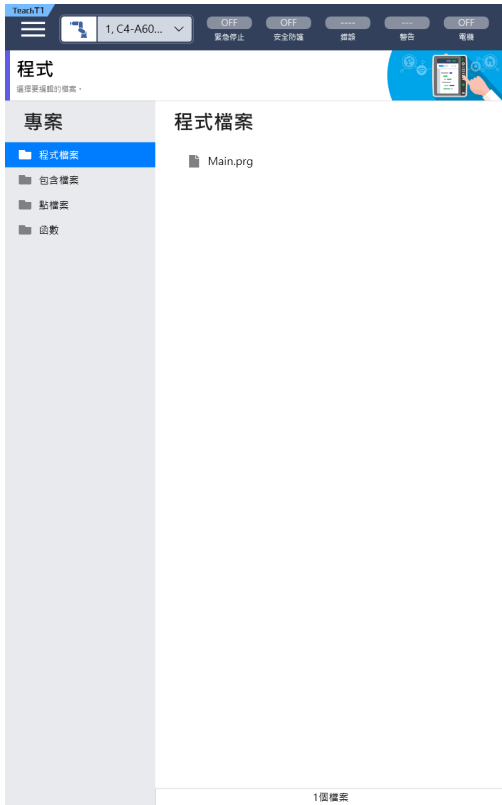 TeachT1
1, C4-A60...
OFF
緊急停止
OFF
安全防護
----
錯誤
---
警告
OFF
電機
程式
選擇要編輯的檔案。
專案
程式檔案
包含檔案
點檔案
函數
程式檔案
Main.prg
1個檔案